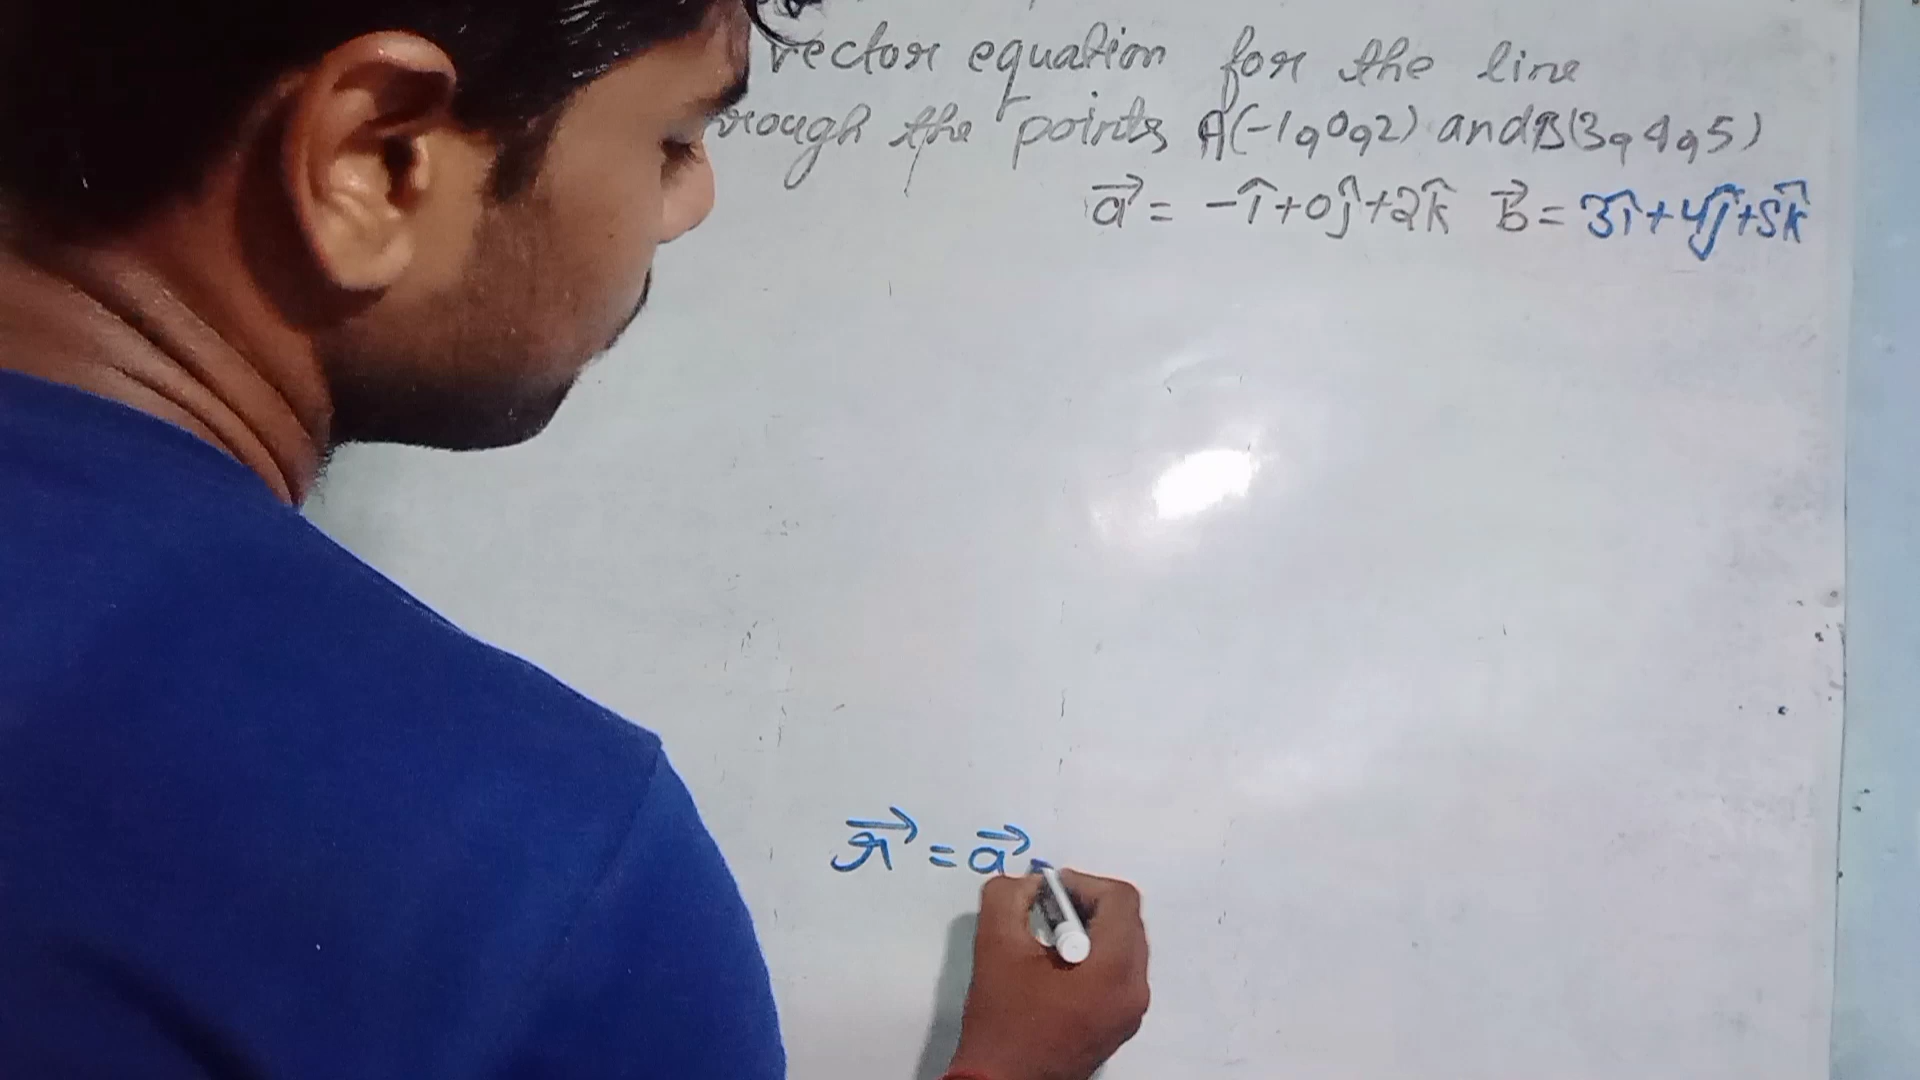 vector equation for the line
rough the points A(-1,0,2) and B(3,4,5)
a⃗ = -î+0ĵ+2k̂ B⃗ = 3î+4ĵ+5k̂
r⃗ = a⃗